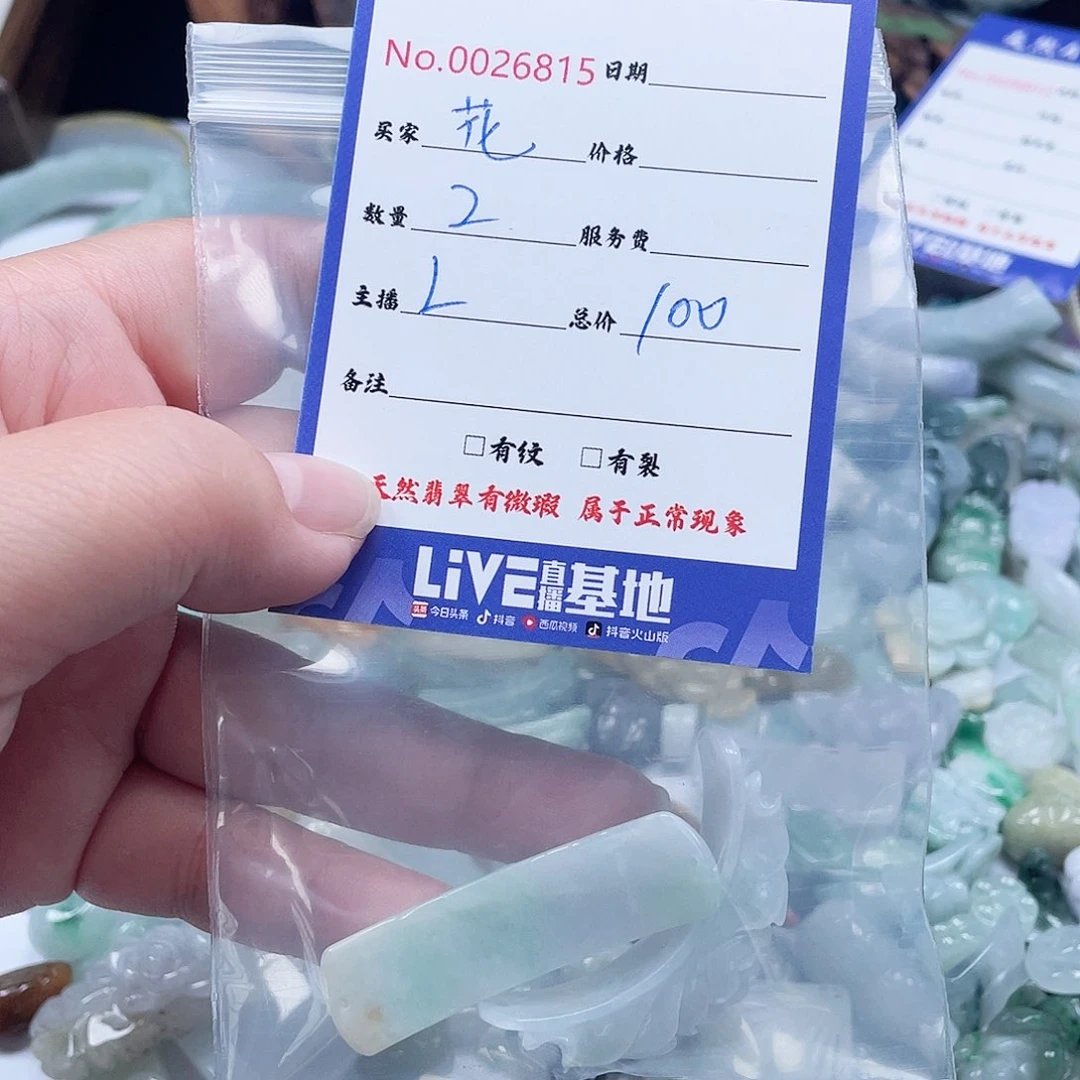 No.0026815 日期
买家 花 价格
数量 2 服务费
主播 L 总价 100
备注
□有纹 □有裂
天然翡翠有微瑕 属于正常现象
LiVE直播基地
头条 今日头条 抖音 西瓜视频 抖音火山版